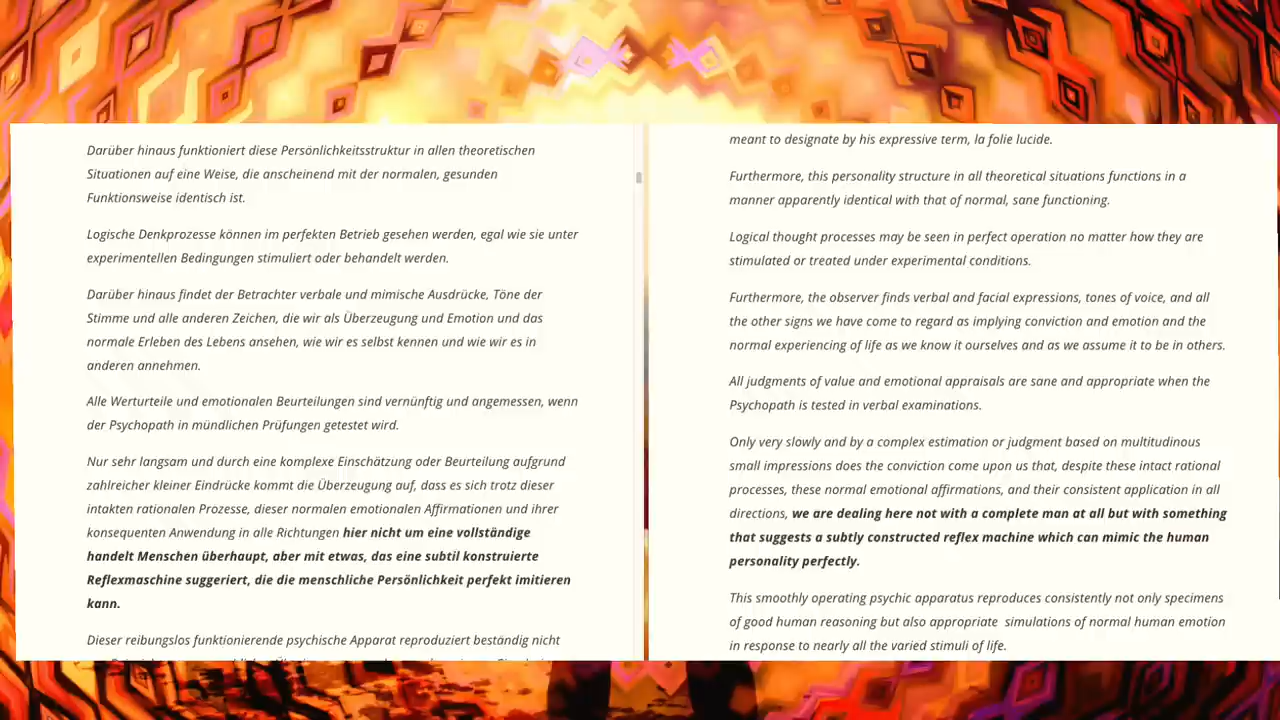 Darüber hinaus funktioniert diese Persönlichkeitsstruktur in allen theoretischen
Situationen auf eine Weise, die anscheinend mit der normalen, gesunden
Funktionsweise identisch ist.
Logische Denkprozesse können im perfekten Betrieb gesehen werden, egal wie sie unter
experimentellen Bedingungen stimuliert oder behandelt werden.
Darüber hinaus findet der Betrachter verbale und mimische Ausdrücke, Töne der
Stimme und alle anderen Zeichen, die wir als Überzeugung und Emotion und das
normale Erleben des Lebens ansehen, wie wir es selbst kennen und wie wir es in
anderen annehmen.
Alle Werturteile und emotionalen Beurteilungen sind vernünftig und angemessen, wenn
der Psychopath in mündlichen Prüfungen getestet wird.
Nur sehr langsam und durch eine komplexe Einschätzung oder Beurteilung aufgrund
zahlreicher kleiner Eindrücke kommt die Überzeugung auf, dass es sich trotz dieser
intakten rationalen Prozesse, dieser normalen emotionalen Affirmationen und ihrer
konsequenten Anwendung in alle Richtungen hier nicht um eine vollständige
handelt Menschen überhaupt, aber mit etwas, das eine subtil konstruierte
Reflexmaschine suggeriert, die die menschliche Persönlichkeit perfekt imitieren
kann.
Dieser reibungslos funktionierende psychische Apparat reproduziert beständig nicht
meant to designate by his expressive term, la folie lucide.
Furthermore, this personality structure in all theoretical situations functions in a
manner apparently identical with that of normal, sane functioning.
Logical thought processes may be seen in perfect operation no matter how they are
stimulated or treated under experimental conditions.
Furthermore, the observer finds verbal and facial expressions, tones of voice, and all
the other signs we have come to regard as implying conviction and emotion and the
normal experiencing of life as we know it ourselves and as we assume it to be in others.
All judgments of value and emotional appraisals are sane and appropriate when the
Psychopath is tested in verbal examinations.
Only very slowly and by a complex estimation or judgment based on multitudinous
small impressions does the conviction come upon us that, despite these intact rational
processes, these normal emotional affirmations, and their consistent application in all
directions, we are dealing here not with a complete man at all but with something
that suggests a subtly constructed reflex machine which can mimic the human
personality perfectly.
This smoothly operating psychic apparatus reproduces consistently not only specimens
of good human reasoning but also appropriate simulations of normal human emotion
in response to nearly all the varied stimuli of life.